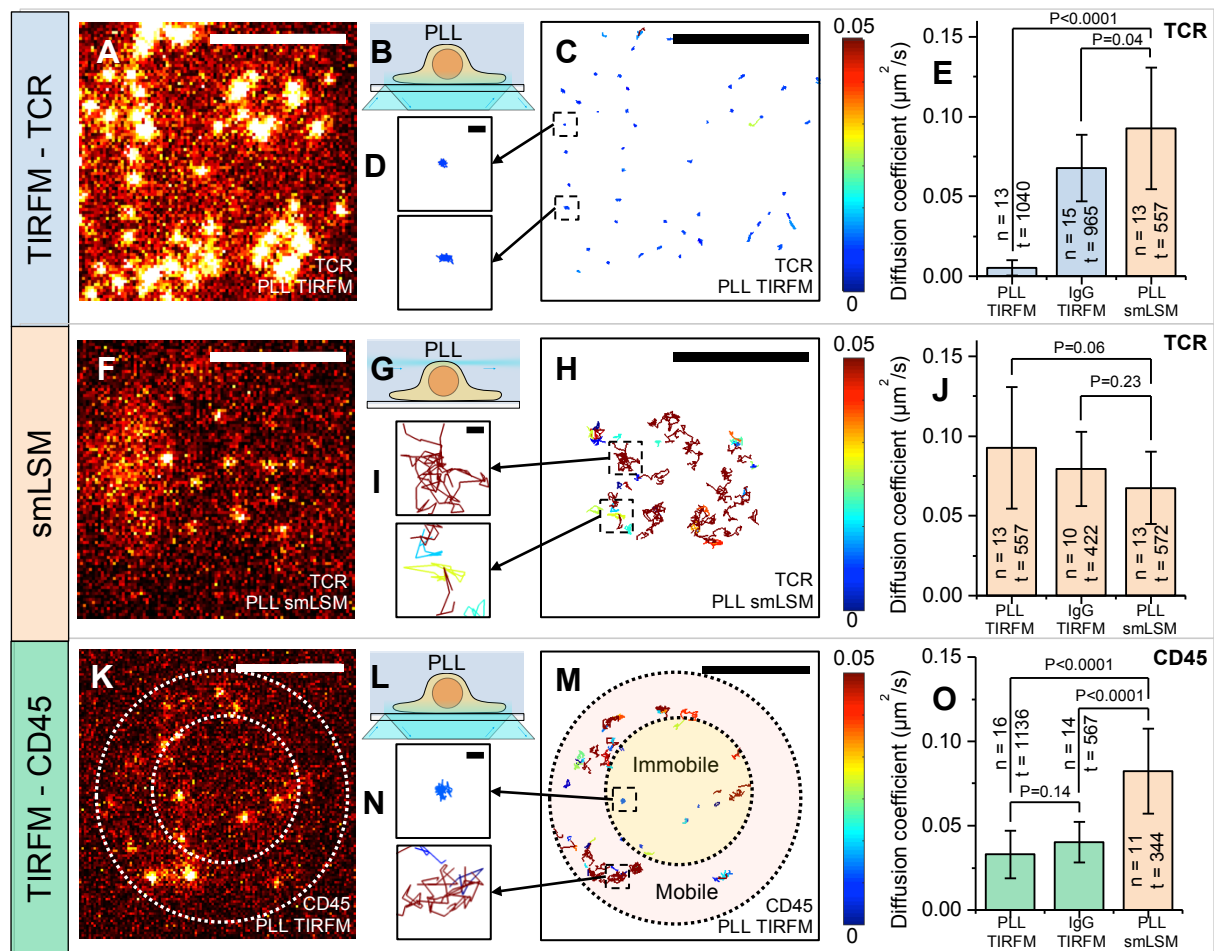 TIRFM - TCR
A
TCR
PLL TIRFM
B
PLL
D
C
TCR
PLL TIRFM
0.05
0
Diffusion coefficient (μm²/s)
E
TCR
P<0.0001
P=0.04
0.15
0.10
0.05
0.00
n = 13
t = 1040
n = 15
t = 965
n = 13
t = 557
PLL
TIRFM
IgG
TIRFM
PLL
smLSM
smLSM
F
TCR
PLL smLSM
G
PLL
I
H
TCR
PLL smLSM
0.05
0
Diffusion coefficient (μm²/s)
J
TCR
P=0.06
P=0.23
0.15
0.10
0.05
0.00
n = 13
t = 557
n = 10
t = 422
n = 13
t = 572
PLL
TIRFM
IgG
TIRFM
PLL
smLSM
TIRFM - CD45
K
CD45
PLL TIRFM
L
PLL
N
M
Immobile
Mobile
CD45
PLL TIRFM
0.05
0
Diffusion coefficient (μm²/s)
O
CD45
P<0.0001
P<0.0001
P=0.14
0.15
0.10
0.05
0.00
n = 16
t = 1136
n = 14
t = 567
n = 11
t = 344
PLL
TIRFM
IgG
TIRFM
PLL
smLSM